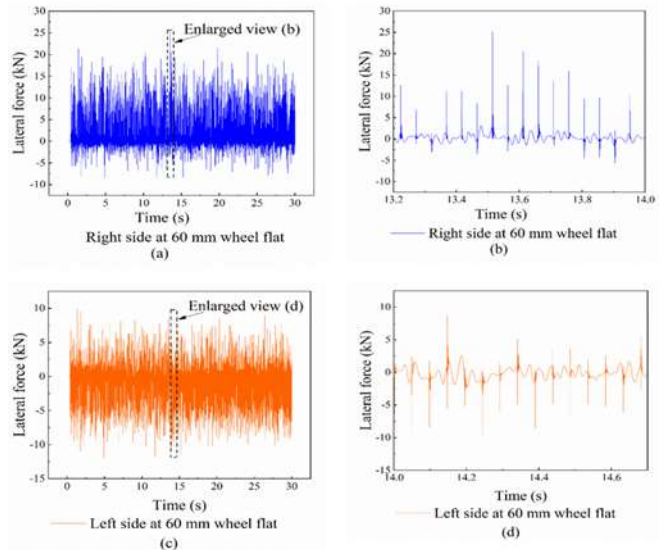 Enlarged view (b)
Lateral force (kN)
30
25
20
15
10
5
0
-5
-10
0 5 10 15 20 25 30
Time (s)
Right side at 60 mm wheel flat
(a)
Lateral force (kN)
30
25
20
15
10
5
0
-5
-10
13.2 13.4 13.6 13.8 14.0
Time (s)
Right side at 60 mm wheel flat
(b)
Enlarged view (d)
Lateral force (kN)
10
5
0
-5
-10
-15
0 5 10 15 20 25 30
Time (s)
Left side at 60 mm wheel flat
(c)
Lateral force (kN)
10
5
0
-5
-10
-15
14.0 14.2 14.4 14.6
Time (s)
Left side at 60 mm wheel flat
(d)